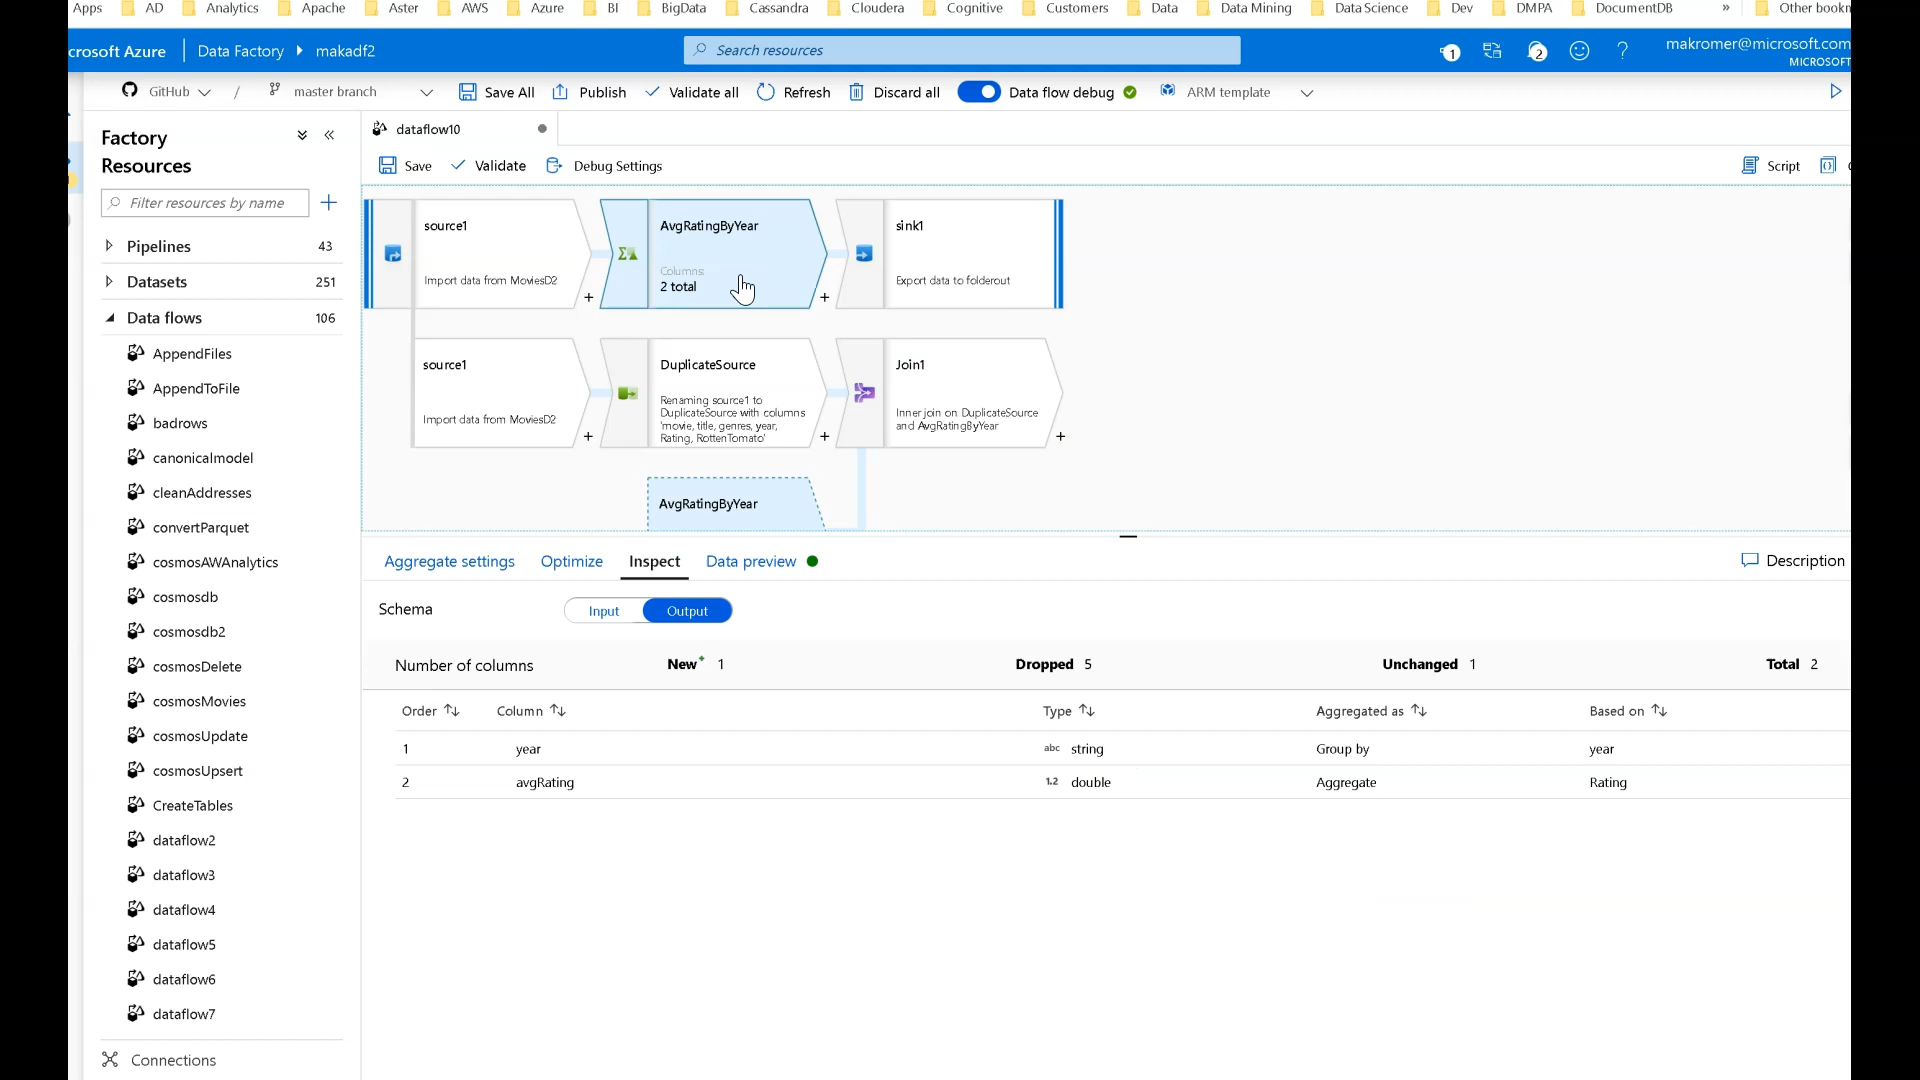 Apps AD Analytics Apache Aster AWS Azure BI BigData Cassandra Cloudera Cognitive Customers Data Data Mining Data Science Dev DMPA DocumentDB » Other bookn
crosoft Azure Data Factory makadf2 Search resources 1 2 ? makromer@microsoft.com
MICROSOFT
GitHub / master branch Save All Publish Validate all Refresh Discard all Data flow debug ARM template
Factory
Resources
Filter resources by name
Pipelines 43
Datasets 251
Data flows 106
AppendFiles
AppendToFile
badrows
canonicalmodel
cleanAddresses
convertParquet
cosmosAWAnalytics
cosmosdb
cosmosdb2
cosmosDelete
cosmosMovies
cosmosUpdate
cosmosUpsert
CreateTables
dataflow2
dataflow3
dataflow4
dataflow5
dataflow6
dataflow7
Connections
dataflow10
Save Validate Debug Settings Script
source1
Import data from MoviesD2
+
AvgRatingByYear
Columns:
2 total
+
sink1
Export data to folderout
source1
Import data from MoviesD2
+
DuplicateSource
Renaming source1 to
DuplicateSource with columns
'movie, title, genres, year,
Rating, RottenTomato'
+
Join1
Inner join on DuplicateSource
and AvgRatingByYear
+
AvgRatingByYear
Aggregate settings Optimize Inspect Data preview Description
Schema Input Output
Number of columns New+ 1 Dropped 5 Unchanged 1 Total 2
Order Column Type Aggregated as Based on
1 year abc string Group by year
2 avgRating 1.2 double Aggregate Rating